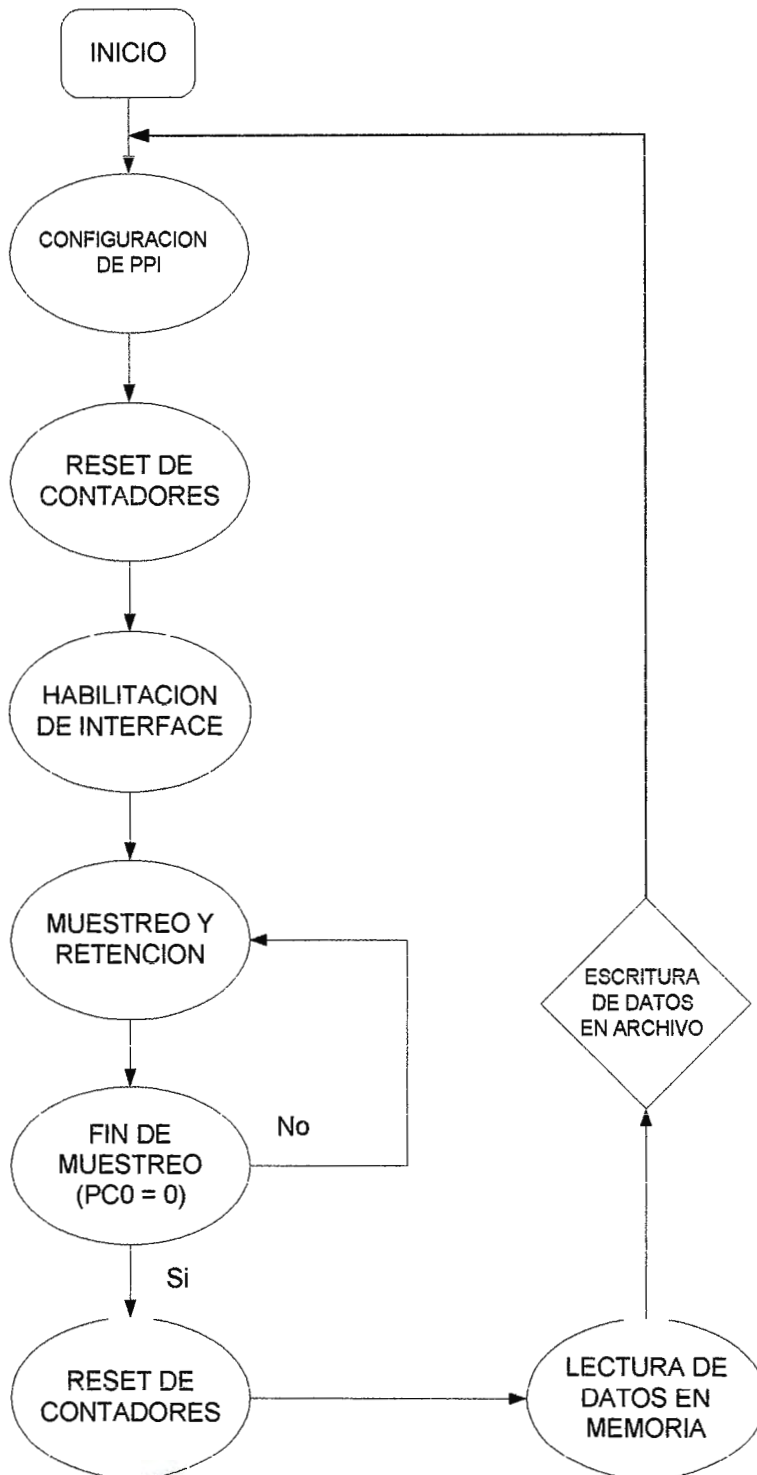 INICIO
CONFIGURACION
DE PPI
RESET DE
CONTADORES
HABILITACION
DE INTERFACE
MUESTREO Y
RETENCION
FIN DE
MUESTREO
(PC0 = 0)
No
Si
RESET DE
CONTADORES
LECTURA DE
DATOS EN
MEMORIA
ESCRITURA
DE DATOS
EN ARCHIVO